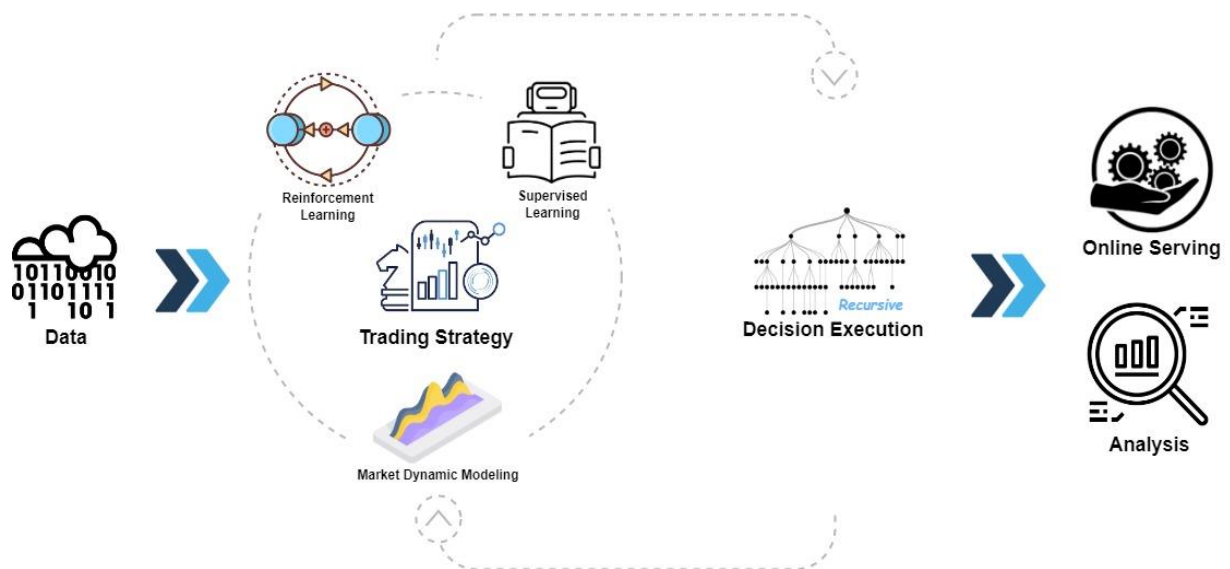 Reinforcement
Learning
Supervised
Learning
10110010
01101111
1 10 1
Data
Trading Strategy
Market Dynamic Modeling
Recursive
Decision Execution
Online Serving
Analysis